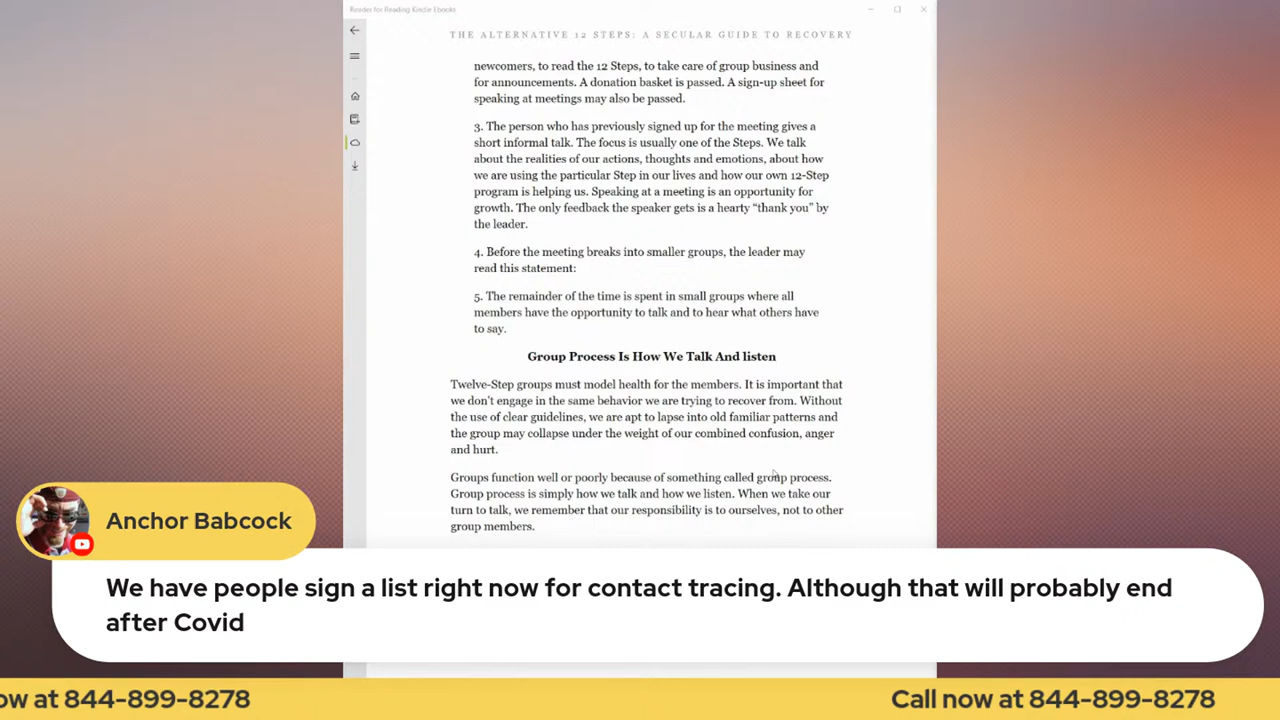 Reeder for Reading Kindle Ebooks
THE ALTERNATIVE 12 STEPS: A SECULAR GUIDE TO RECOVERY
newcomers, to read the 12 Steps, to take care of group business and
for announcements. A donation basket is passed. A sign-up sheet for
speaking at meetings may also be passed.
3. The person who has previously signed up for the meeting gives a
short informal talk. The focus is usually one of the Steps. We talk
about the realities of our actions, thoughts and emotions, about how
we are using the particular Step in our lives and how our own 12-Step
program is helping us. Speaking at a meeting is an opportunity for
growth. The only feedback the speaker gets is a hearty “thank you” by
the leader.
4. Before the meeting breaks into smaller groups, the leader may
read this statement:
5. The remainder of the time is spent in small groups where all
members have the opportunity to talk and to hear what others have
to say.
Group Process Is How We Talk And listen
Twelve-Step groups must model health for the members. It is important that
we don’t engage in the same behavior we are trying to recover from. Without
the use of clear guidelines, we are apt to lapse into old familiar patterns and
the group may collapse under the weight of our combined confusion, anger
and hurt.
Groups function well or poorly because of something called group process.
Group process is simply how we talk and how we listen. When we take our
turn to talk, we remember that our responsibility is to ourselves, not to other
group members.
Anchor Babcock
We have people sign a list right now for contact tracing. Although that will probably end
after Covid
ow at 844-899-8278
Call now at 844-899-8278